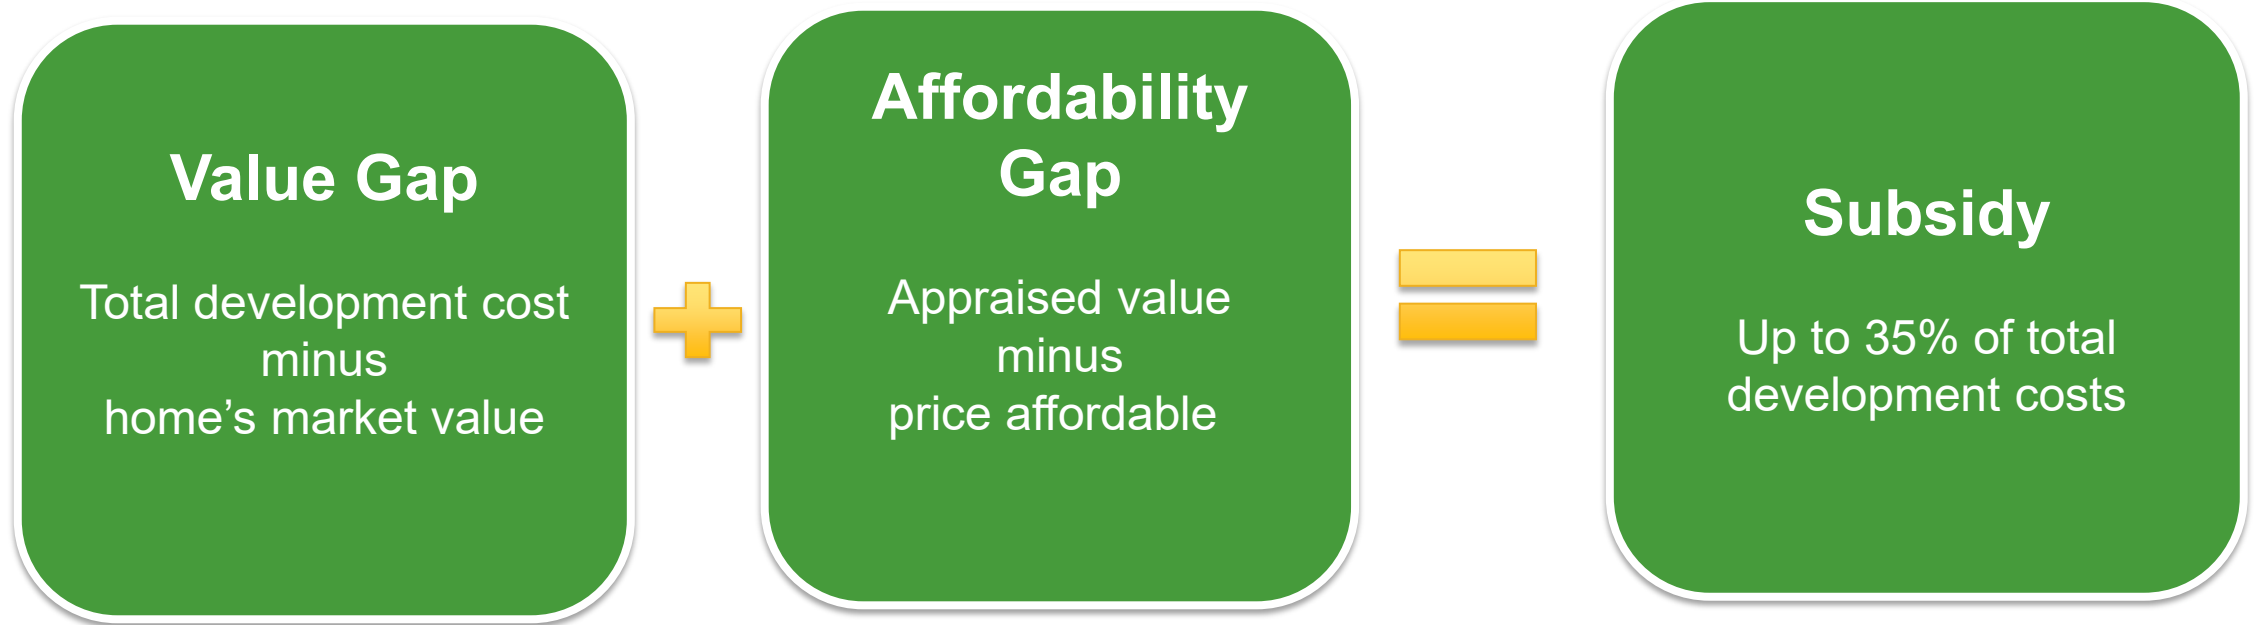 Value Gap
Total development cost
minus
home’s market value
Affordability
Gap
Appraised value
minus
price affordable
Subsidy
Up to 35% of total
development costs